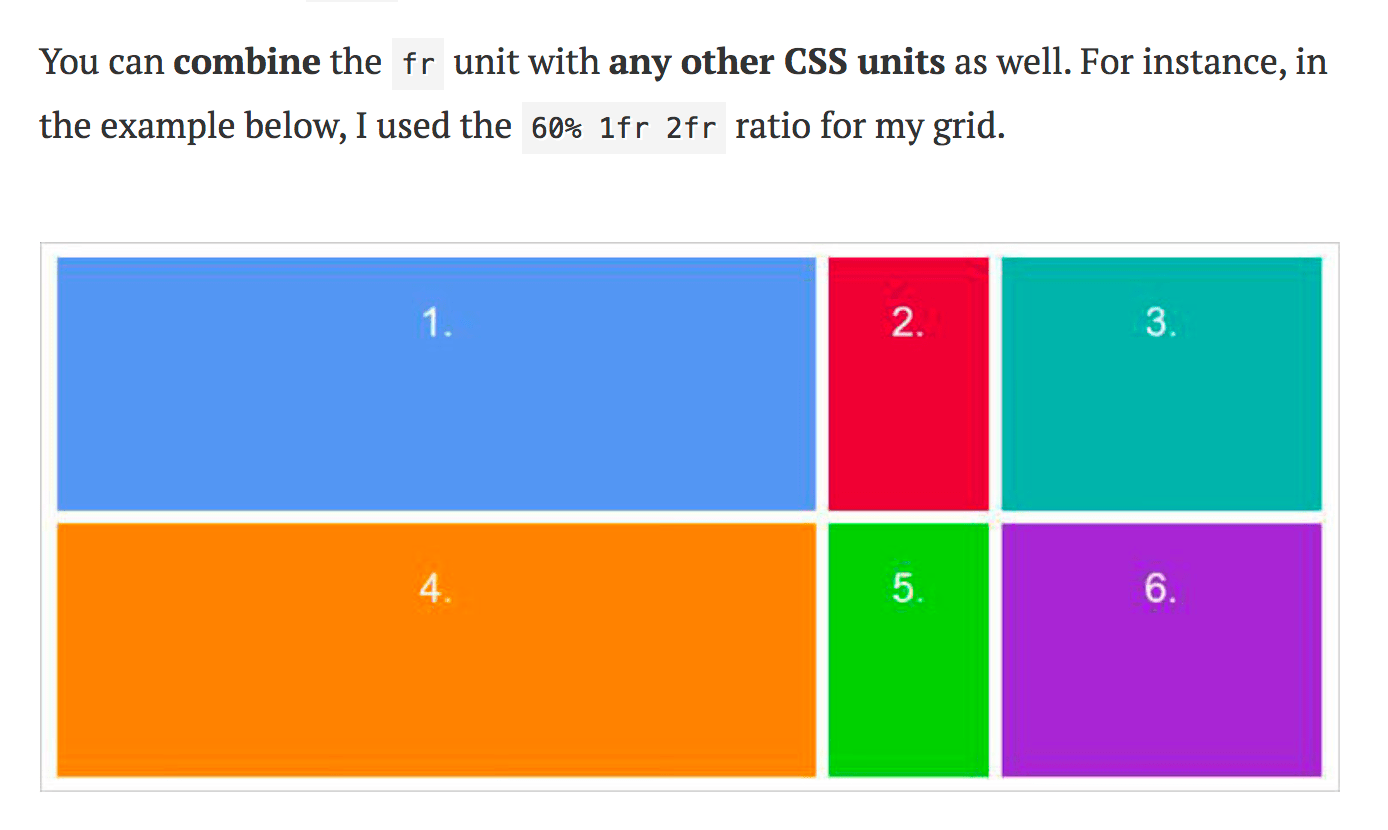 You can combine the fr unit with any other CSS units as well. For instance, in
the example below, I used the 60% 1fr 2fr ratio for my grid.
1. 2. 3.
4. 5. 6.